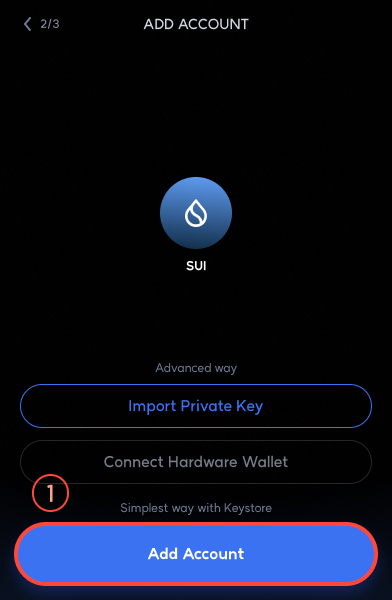 2/3
ADD ACCOUNT
SUI
Advanced way
Import Private Key
Connect Hardware Wallet
1
Simplest way with Keystore
Add Account